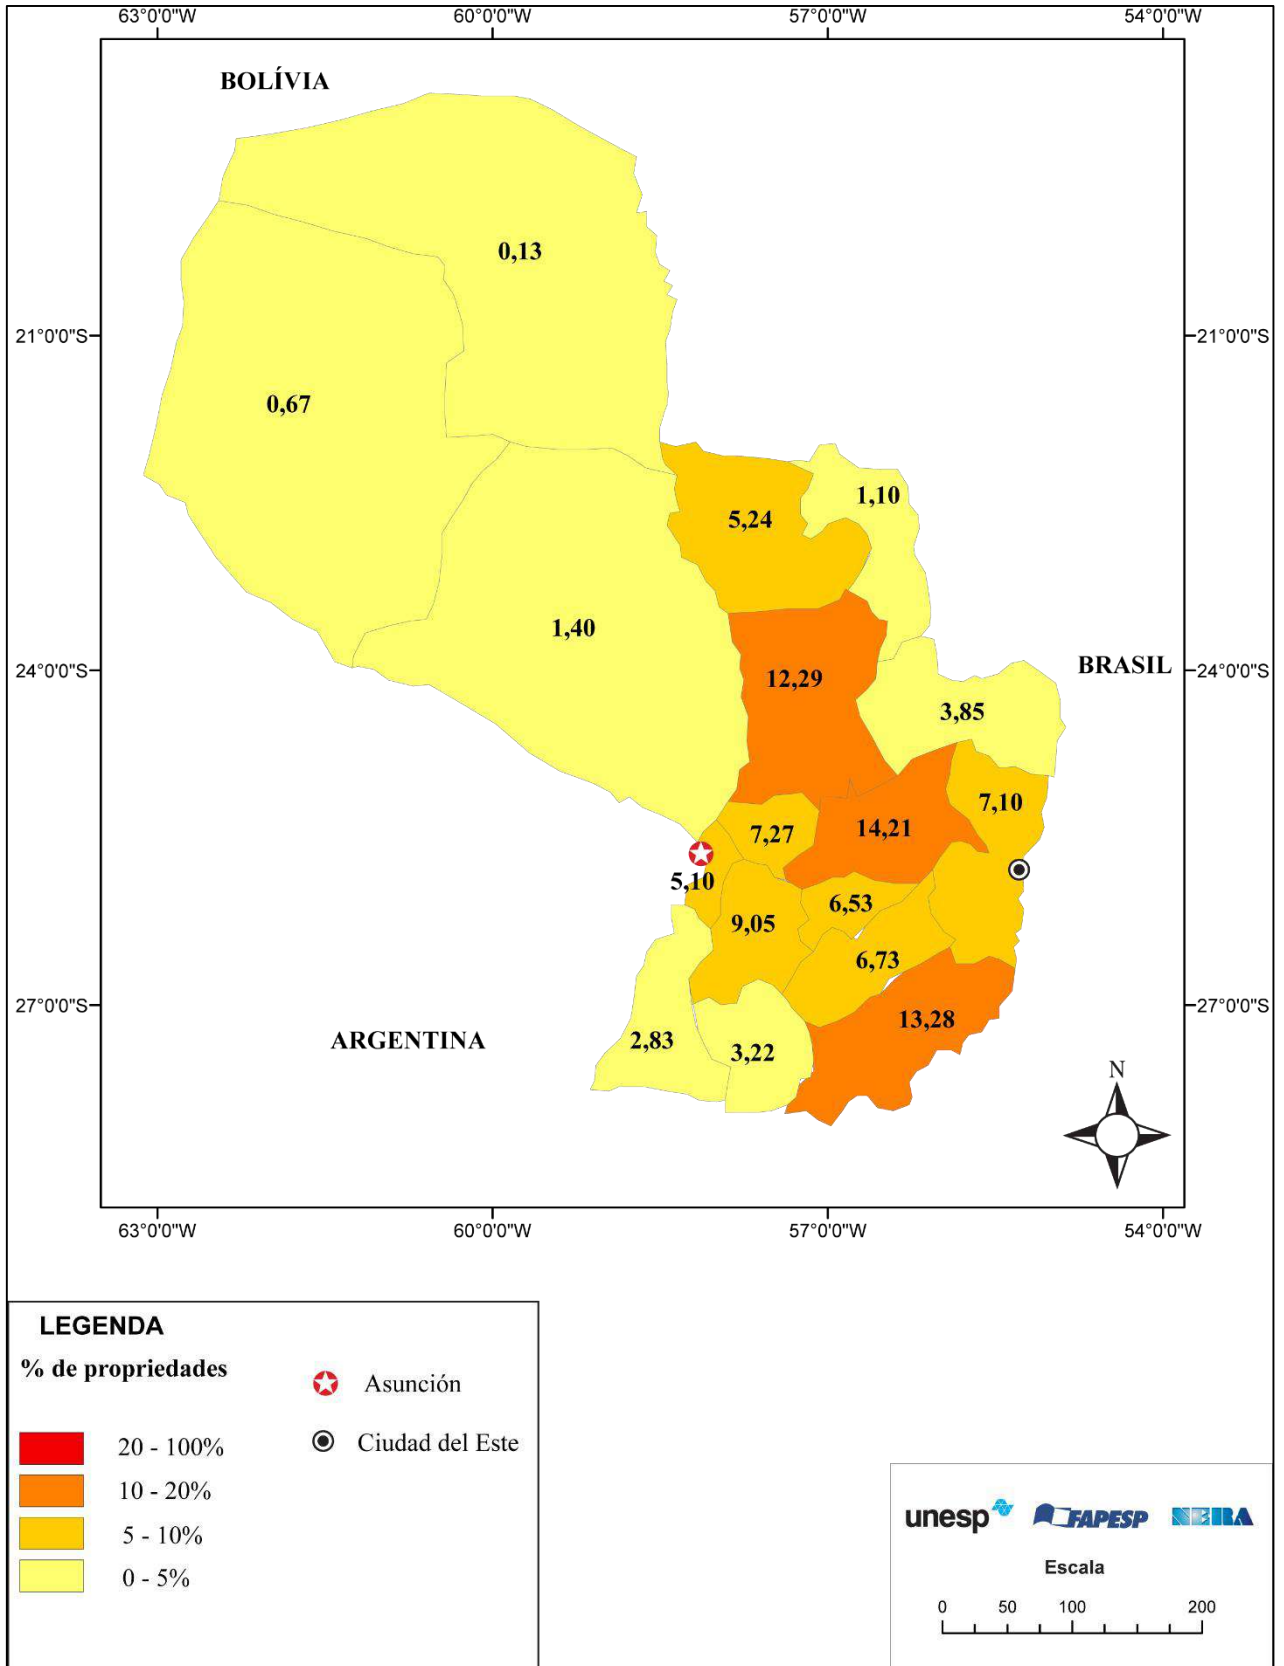 63°0'0"W 60°0'0"W 57°0'0"W 54°0'0"W
BOLÍVIA
0,13
21°0'0"S 21°0'0"S
0,67
1,10
5,24
1,40
24°0'0"S BRASIL 24°0'0"S
12,29
3,85
7,10
7,27 14,21
5,10
6,53
9,05
6,73
27°0'0"S 27°0'0"S
13,28
ARGENTINA 2,83
3,22
N
63°0'0"W 60°0'0"W 57°0'0"W 54°0'0"W
LEGENDA
% de propriedades
Asunción
Ciudad del Este
20 - 100%
10 - 20%
5 - 10%
0 - 5%
unesp FAPESP NERA
Escala
0 50 100 200